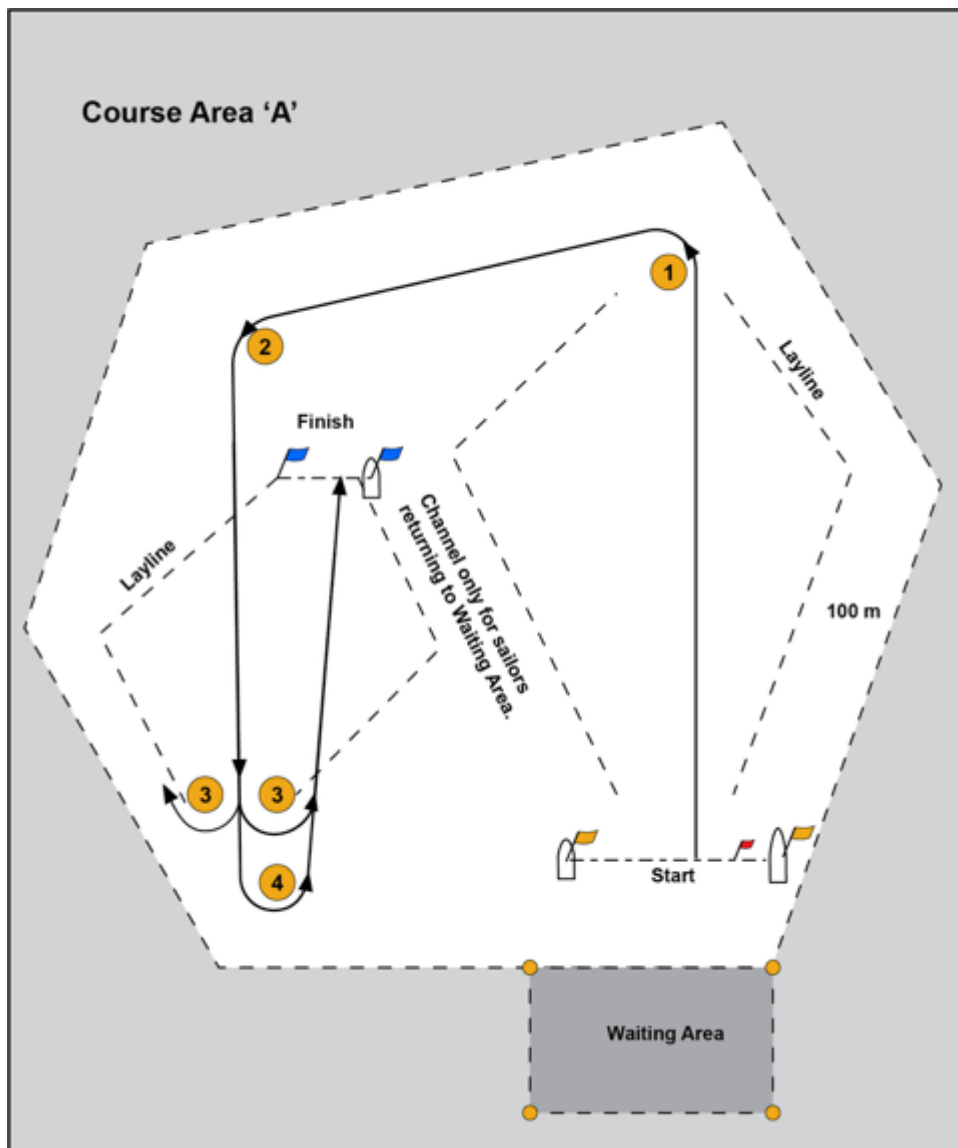 Course Area ‘A’
1
2
Layline
Finish
Channel only for sailors
returning to Waiting Area.
Layline
100 m
3
3
4
Start
Waiting Area